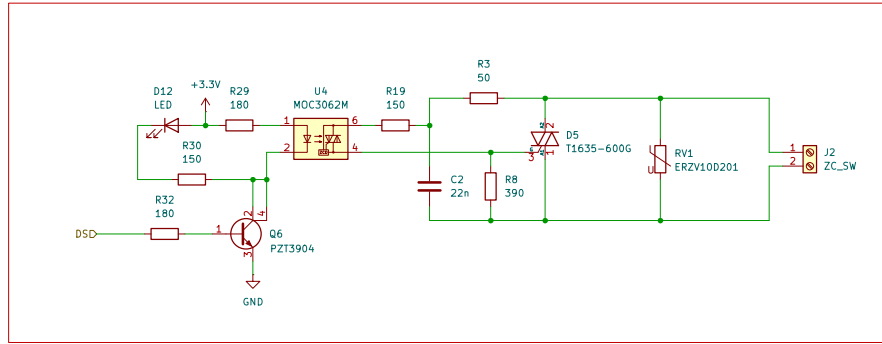 D12
LED
+3.3V
R29
180
U4
MOC3062M
R19
150
R3
50
1
6
2
4
R30
150
D5
T1635-600G
2
3
1
RV1
ERZV10D201
U
1
2
J2
ZC_SW
C2
22n
R8
390
R32
180
DS
1
2
4
3
Q6
PZT3904
GND